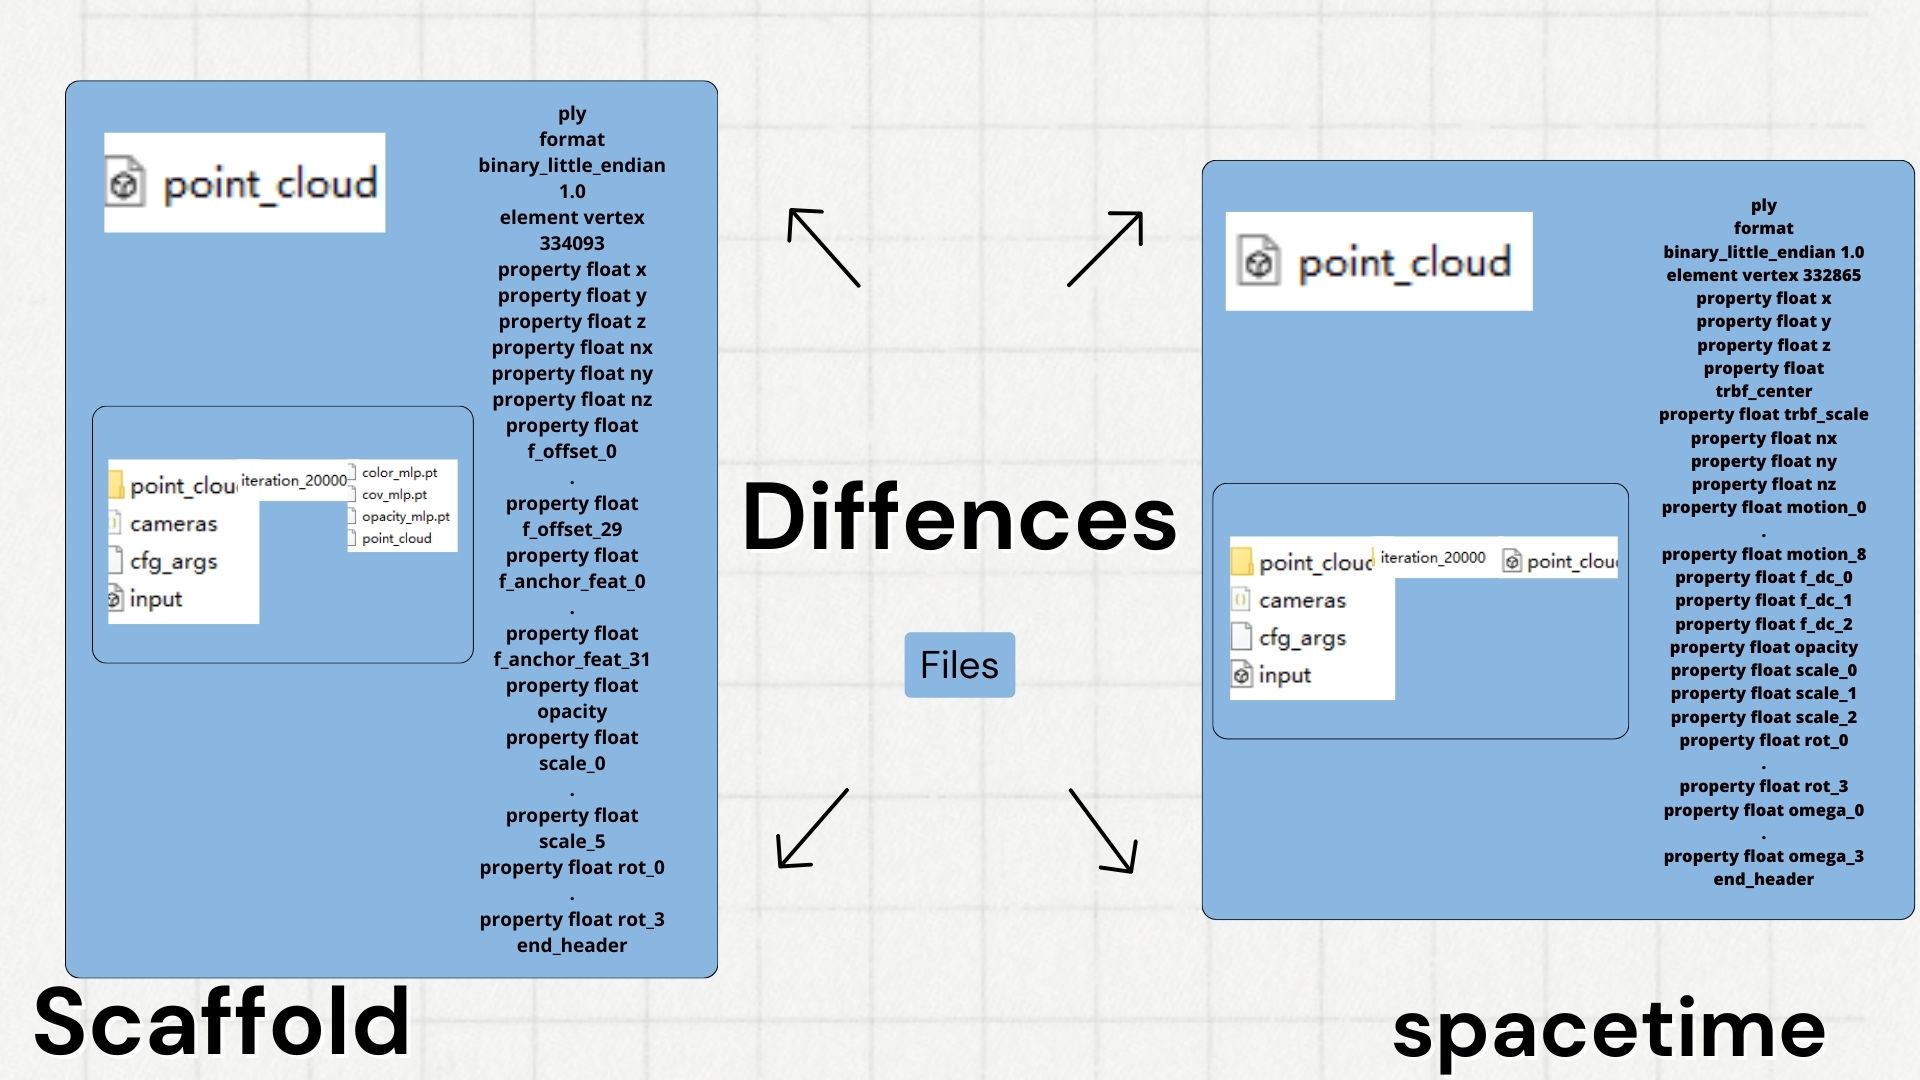 point_cloud
ply
format
binary_little_endian
1.0
element vertex
334093
property float x
property float y
property float z
property float nx
property float ny
property float nz
property float
f_offset_0
.
property float
f_offset_29
property float
f_anchor_feat_0
.
property float
f_anchor_feat_31
property float
opacity
property float
scale_0
.
property float
scale_5
property float rot_0
.
property float rot_3
end_header
point_clou
cameras
cfg_args
input
iteration_20000
color_mlp.pt
cov_mlp.pt
opacity_mlp.pt
point_cloud
Scaffold
Diffences
Files
point_cloud
ply
format
binary_little_endian 1.0
element vertex 332865
property float x
property float y
property float z
property float
trbf_center
property float trbf_scale
property float nx
property float ny
property float nz
property float motion_0
.
property float motion_8
property float f_dc_0
property float f_dc_1
property float f_dc_2
property float opacity
property float scale_0
property float scale_1
property float scale_2
property float rot_0
.
property float rot_3
property float omega_0
.
property float omega_3
end_header
point_cloud
cameras
cfg_args
input
iteration_20000
point_clou
spacetime